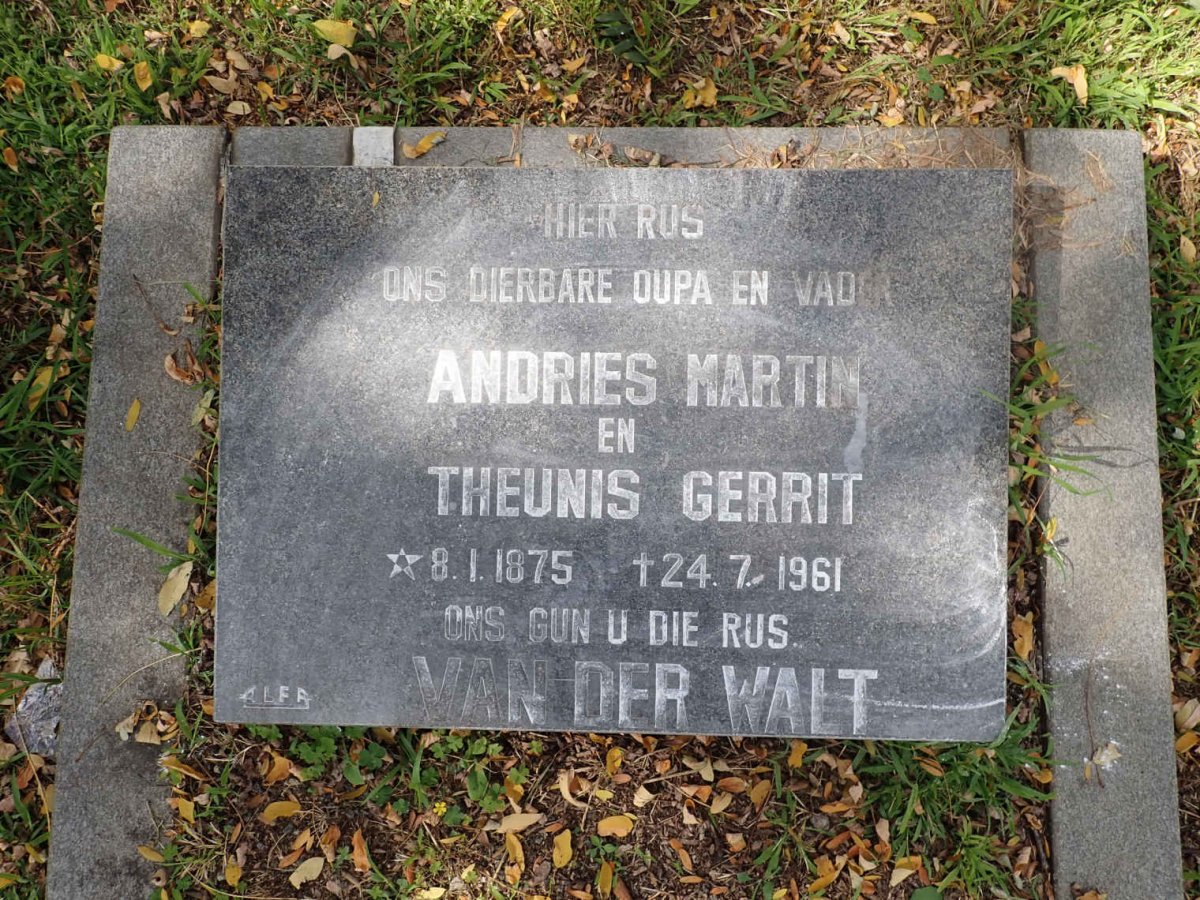 HIER RUS
ONS DIERBARE OUPA EN VADER
ANDRIES MARTIN
EN
THEUNIS GERRIT
☆ 8.1.1875 † 24.7.1961
ONS GUN U DIE RUS.
VAN DER WALT
ALFA